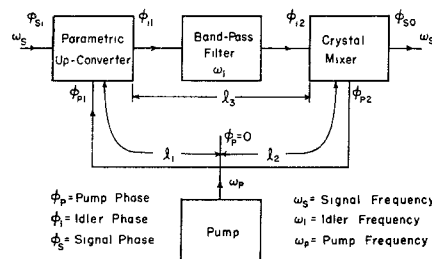 ϕSi ϕi1 ϕi2 ϕSO
ωS Parametric Up-Converter Band-Pass Filter ωi Crystal Mixer ωS
ϕP1 ℓ3 ϕP2
ϕP=0
ℓ1 ℓ2
ωP
ϕP=Pump Phase
ϕi=Idler Phase
ϕS=Signal Phase
Pump
ωS= Signal Frequency
ωi= Idler Frequency
ωP= Pump Frequency